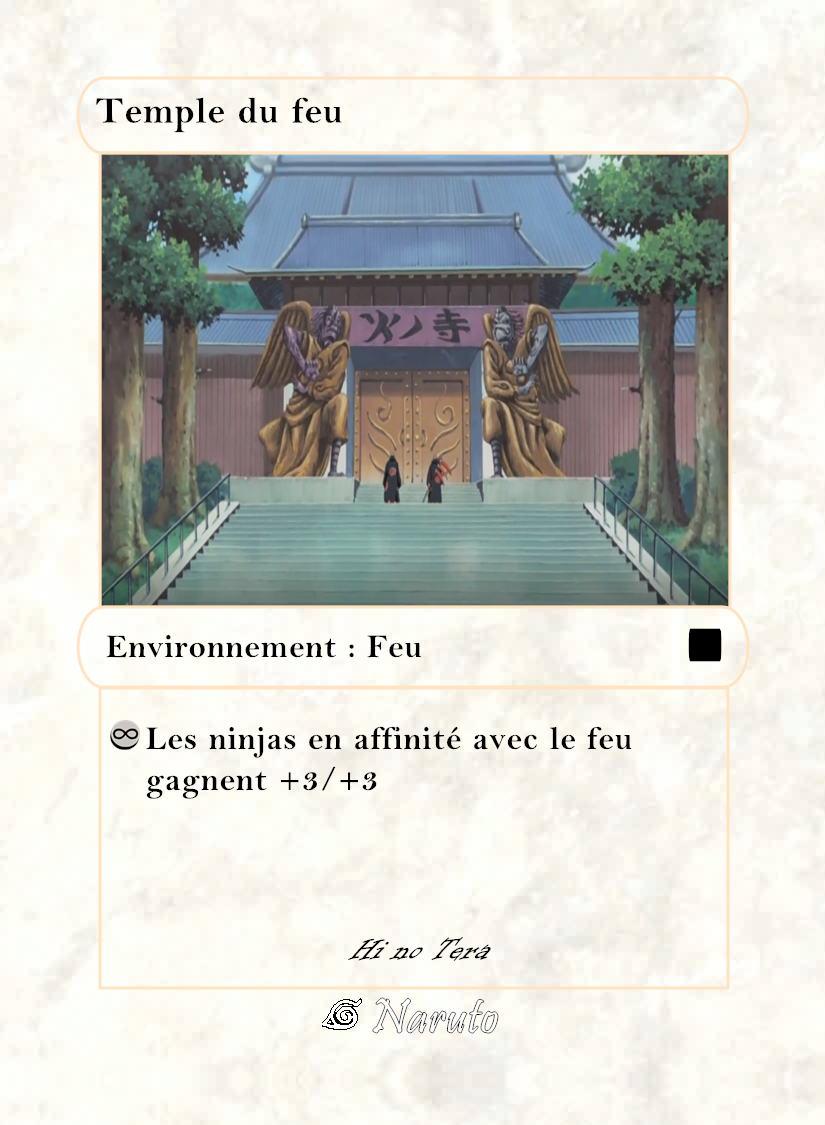 Temple du feu
火ノ寺
Environnement : Feu
∞ Les ninjas en affinité avec le feu
gagnent +3/+3
Hi no Tera
Naruto